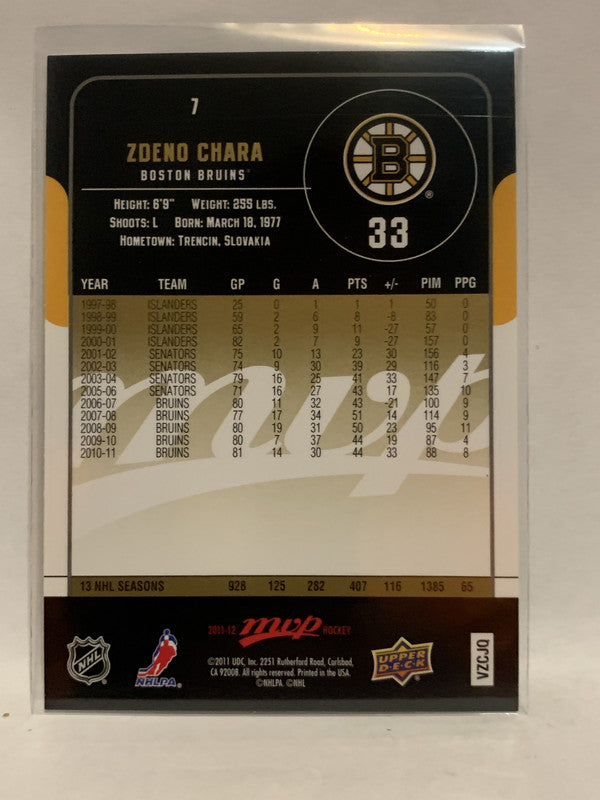 7
ZDENO CHARA
BOSTON BRUINS
HEIGHT: 6'9" WEIGHT: 255 LBS.
SHOOTS: L BORN: MARCH 18, 1977
HOMETOWN: TRENCIN, SLOVAKIA
B
®
33
YEAR TEAM GP G A PTS +/- PIM PPG
1997-98 ISLANDERS 25 0 1 1 1 50 0
1998-99 ISLANDERS 59 2 6 8 -8 83 0
1999-00 ISLANDERS 65 2 9 11 -27 57 0
2000-01 ISLANDERS 82 2 7 9 -27 157 0
2001-02 SENATORS 75 10 13 23 30 156 4
2002-03 SENATORS 74 9 30 39 29 116 3
2003-04 SENATORS 79 16 25 41 33 147 7
2005-06 SENATORS 71 16 27 43 17 135 10
2006-07 BRUINS 80 11 32 43 -21 100 9
2007-08 BRUINS 77 17 34 51 14 114 9
2008-09 BRUINS 80 19 31 50 23 95 11
2009-10 BRUINS 80 7 37 44 19 87 4
2010-11 BRUINS 81 14 30 44 33 88 8
mvp
13 NHL SEASONS 928 125 282 407 116 1385 65
2011-12 mvp HOCKEY
NHL
NHLPA
©2011 UDC, Inc. 2251 Rutherford Road, Carlsbad,
CA 92008. All rights reserved. Printed in the USA.
©NHLPA. ©NHL
UPPER DECK
VZCJQ